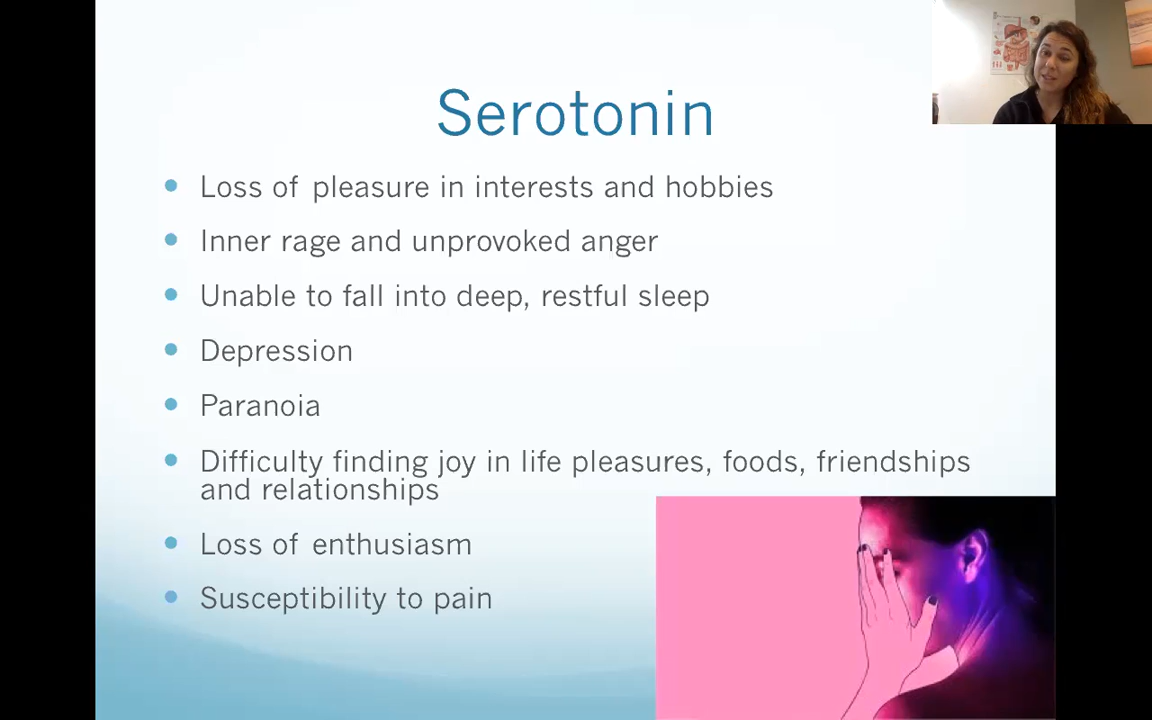 Serotonin
Loss of pleasure in interests and hobbies
Inner rage and unprovoked anger
Unable to fall into deep, restful sleep
Depression
Paranoia
Difficulty finding joy in life pleasures, foods, friendships
and relationships
Loss of enthusiasm
Susceptibility to pain